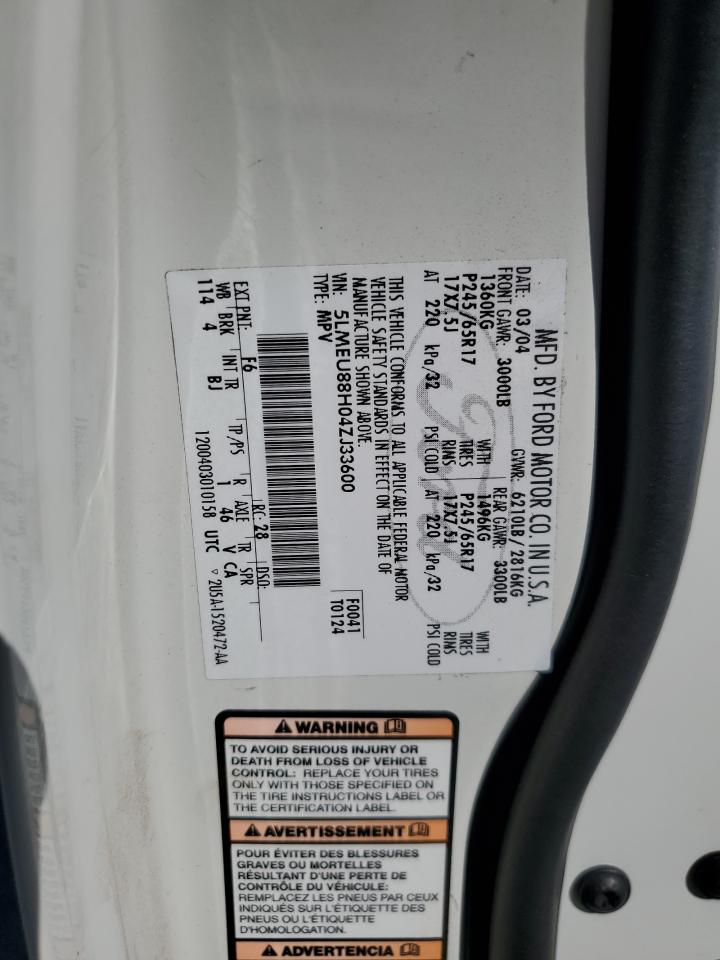 MFD. BY FORD MOTOR CO. IN U.S.A.
DATE: 03/04 GVWR: 6210LB / 2816KG
FRONT GAWR: 3000LB REAR GAWR: 3300LB
1360KG WITH 1496KG WITH
P245/65R17 TIRES P245/65R17 TIRES
17X7.5J RIMS 17X7.5J RIMS
AT 220 kPa/32 PSI COLD AT 220 kPa/32 PSI COLD
THIS VEHICLE CONFORMS TO ALL APPLICABLE FEDERAL MOTOR
VEHICLE SAFETY STANDARDS IN EFFECT ON THE DATE OF
MANUFACTURE SHOWN ABOVE.
VIN: 5LMEU88H04ZJ33600 F0041
TYPE: MPV T0124
EXT PNT: F6 RC: 28 DSO:
WB BRK INT TR TP/PS R AXLE TR SPR
114 4 BJ 1 46 V CA
1200403010158 UTC ▽ 2U5A-1520472-AA
⚠ WARNING
TO AVOID SERIOUS INJURY OR
DEATH FROM LOSS OF VEHICLE
CONTROL: REPLACE YOUR TIRES
ONLY WITH THOSE SPECIFIED ON
THE TIRE INSTRUCTIONS LABEL OR
THE CERTIFICATION LABEL.
⚠ AVERTISSEMENT
POUR ÉVITER DES BLESSURES
GRAVES OU MORTELLES
RÉSULTANT D'UNE PERTE DE
CONTRÔLE DU VÉHICULE:
REMPLACEZ LES PNEUS PAR CEUX
INDIQUÉS SUR L'ÉTIQUETTE DES
PNEUS OU L'ÉTIQUETTE
D'HOMOLOGATION.
⚠ ADVERTENCIA